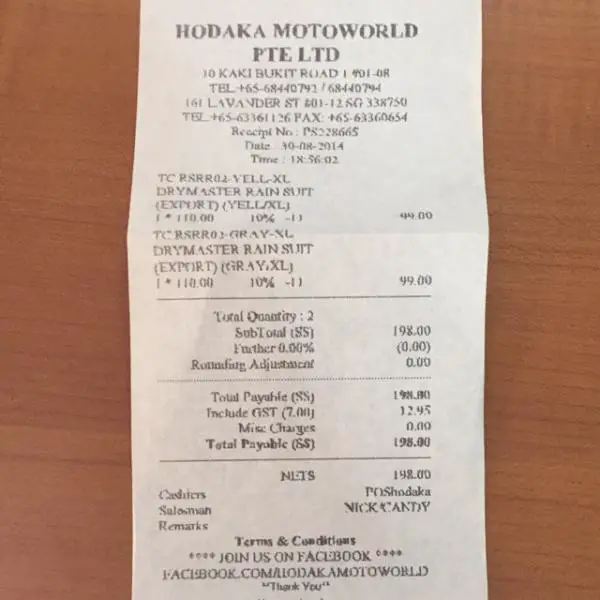 HODAKA MOTOWORLD
PTE LTD
10 KAKI BUKIT ROAD 1 #01-08
TEL +65-68440792 / 68440794
161 LAVANDER ST #01-12 SG 338750
TEL +65-63361126 FAX: +65-63360654
Receipt No : PS228665
Date : 30-08-2014
Time : 18:56:02
TC RSRR02-YELL-XL
DRYMASTER RAIN SUIT
(EXPORT) (YELL/XL)
1 * 110.00 10% -11 99.00
TC RSRR02-GRAY-XL
DRYMASTER RAIN SUIT
(EXPORT) (GRAY/XL)
1 * 110.00 10% -11 99.00
Total Quantity : 2
SubTotal (S$) 198.00
Further 0.00% (0.00)
Rounding Adjustment 0.00
Total Payable (S$) 198.00
Include GST (7.00) 12.95
Misc Charges 0.00
Total Payable (S$) 198.00
NETS 198.00
Cashiers POShodaka
Salesman NICK/CANDY
Remarks
Terms & Conditions
**** JOIN US ON FACEBOOK ****
FACEBOOK.COM/HODAKAMOTOWORLD
**Thank You**